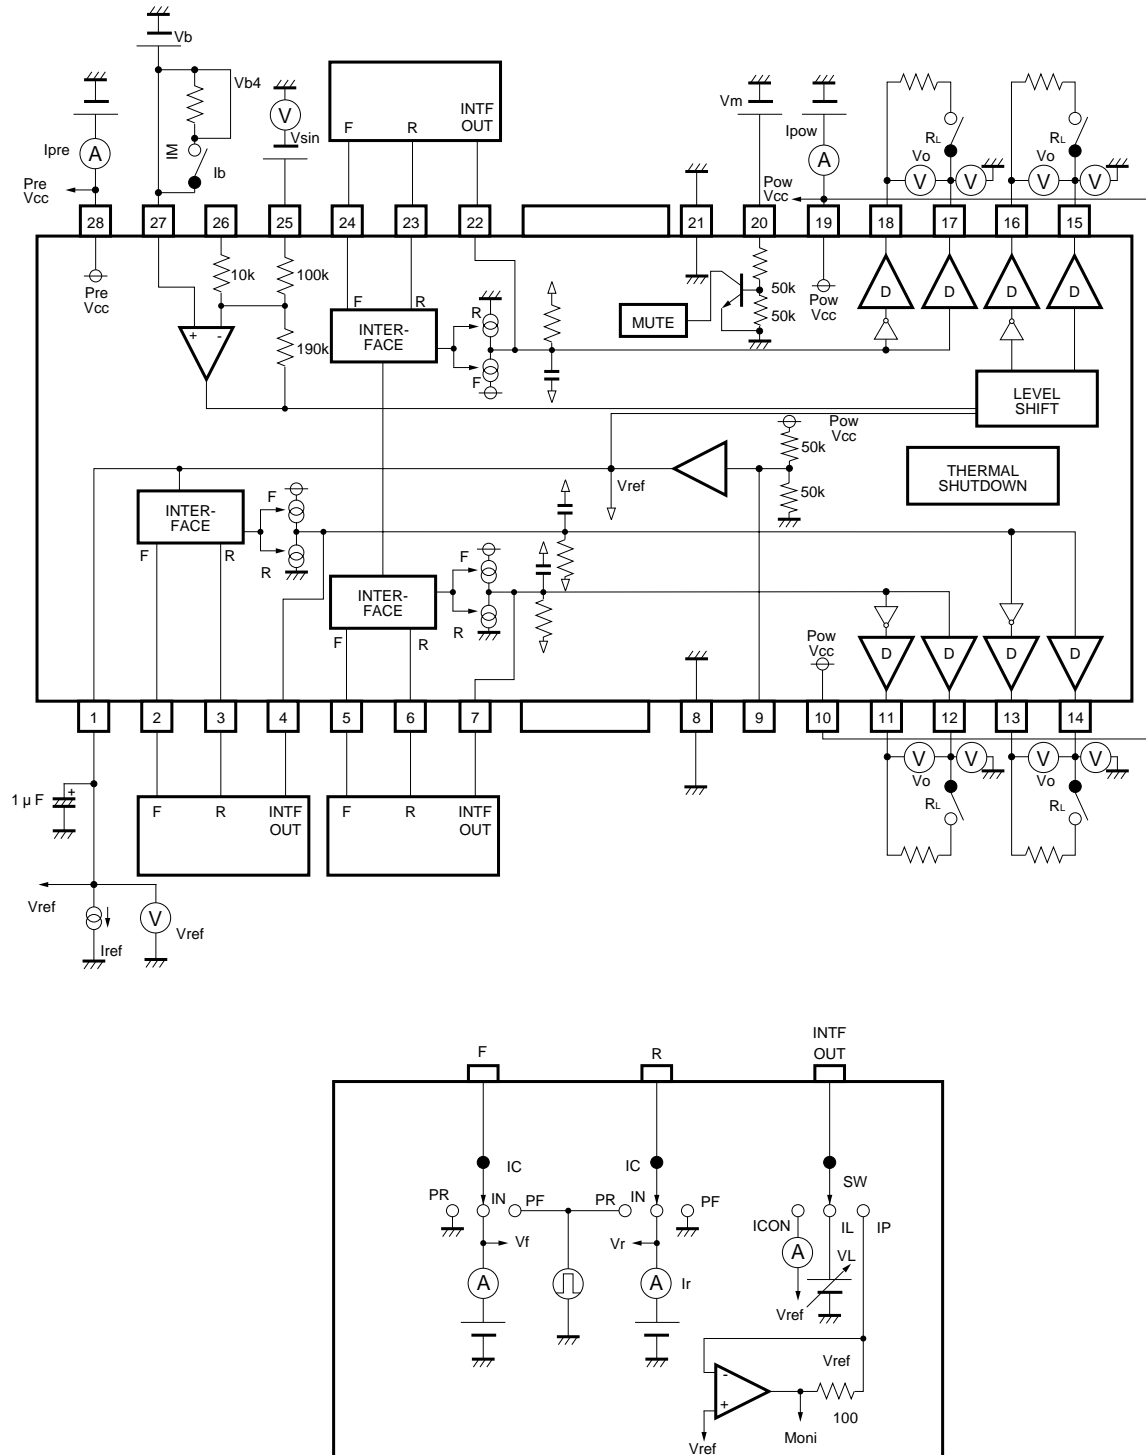 Vb
Vb4
V
Vsin
F
R
INTF
OUT
Vm
Ipow
A
RL
Vo
V
V
RL
Vo
V
V
Ipre
A
IM
Ib
Pre
Vcc
Pow
Vcc
28
27
26
25
24
23
22
21
20
19
18
17
16
15
Pre
Vcc
10k
100k
190k
+
-
F
R
INTER-
FACE
R
F
MUTE
50k
50k
Pow
Vcc
D
D
D
D
LEVEL
SHIFT
Pow
Vcc
50k
50k
Vref
THERMAL
SHUTDOWN
INTER-
FACE
F
R
F
R
INTER-
FACE
F
R
F
R
Pow
Vcc
D
D
D
D
1
2
3
4
5
6
7
8
9
10
11
12
13
14
1 μ F
+
F
R
INTF
OUT
F
R
INTF
OUT
V
Vo
V
RL
V
Vo
V
RL
Vref
Iref
V
Vref
F
R
INTF
OUT
IC
IC
SW
PR
IN
PF
PR
IN
PF
ICON
IL
IP
Vf
Vr
A
A
Ir
A
VL
Vref
Vref
-
+
100
Vref
Moni